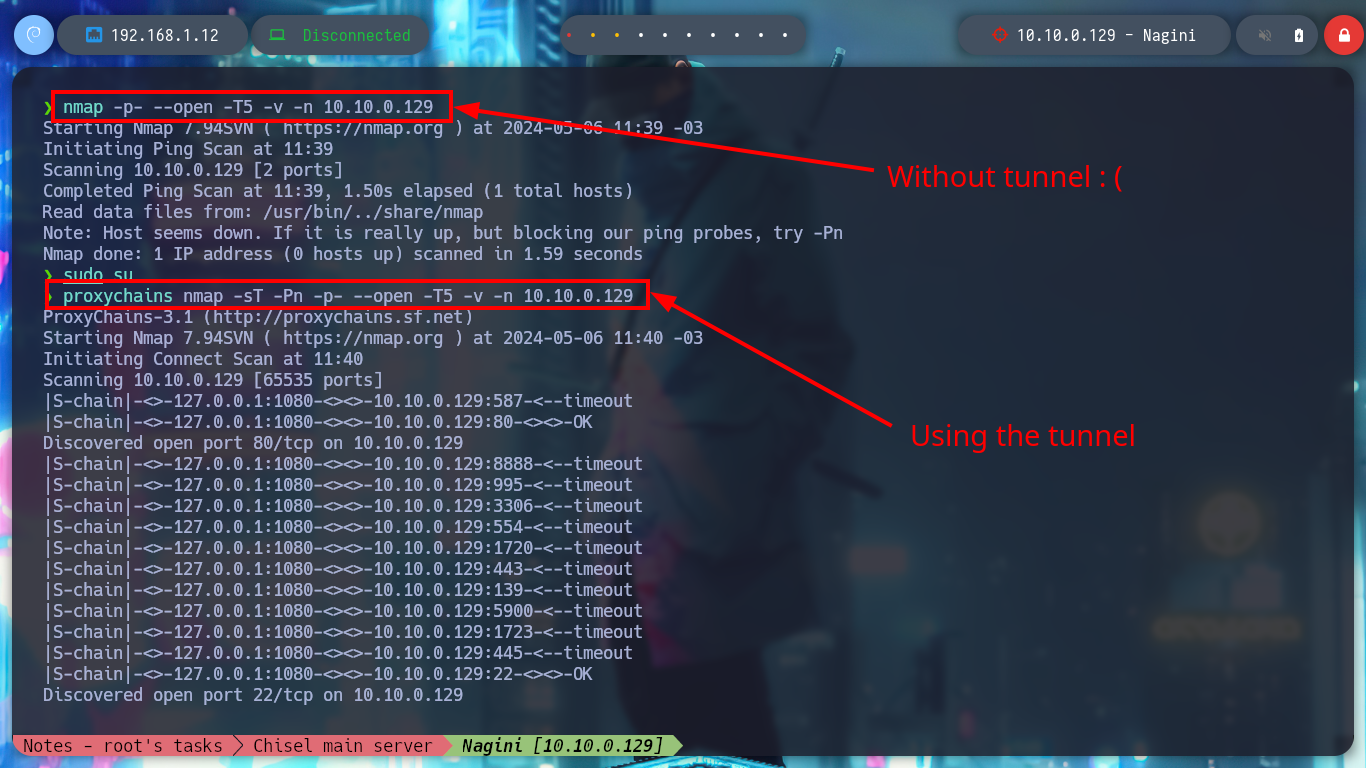 192.168.1.12
Disconnected
10.10.0.129 - Nagini
❯ nmap -p- --open -T5 -v -n 10.10.0.129
Starting Nmap 7.94SVN ( https://nmap.org ) at 2024-05-06 11:39 -03
Initiating Ping Scan at 11:39
Scanning 10.10.0.129 [2 ports]
Without tunnel : (
Completed Ping Scan at 11:39, 1.50s elapsed (1 total hosts)
Read data files from: /usr/bin/../share/nmap
Note: Host seems down. If it is really up, but blocking our ping probes, try -Pn
Nmap done: 1 IP address (0 hosts up) scanned in 1.59 seconds
❯ sudo su
❯ proxychains nmap -sT -Pn -p- --open -T5 -v -n 10.10.0.129
ProxyChains-3.1 (http://proxychains.sf.net)
Starting Nmap 7.94SVN ( https://nmap.org ) at 2024-05-06 11:40 -03
Initiating Connect Scan at 11:40
Scanning 10.10.0.129 [65535 ports]
|S-chain|-<>-127.0.0.1:1080-<><>-10.10.0.129:587-<--timeout
|S-chain|-<>-127.0.0.1:1080-<><>-10.10.0.129:80-<><>-OK
Discovered open port 80/tcp on 10.10.0.129
Using the tunnel
|S-chain|-<>-127.0.0.1:1080-<><>-10.10.0.129:8888-<--timeout
|S-chain|-<>-127.0.0.1:1080-<><>-10.10.0.129:995-<--timeout
|S-chain|-<>-127.0.0.1:1080-<><>-10.10.0.129:3306-<--timeout
|S-chain|-<>-127.0.0.1:1080-<><>-10.10.0.129:554-<--timeout
|S-chain|-<>-127.0.0.1:1080-<><>-10.10.0.129:1720-<--timeout
|S-chain|-<>-127.0.0.1:1080-<><>-10.10.0.129:443-<--timeout
|S-chain|-<>-127.0.0.1:1080-<><>-10.10.0.129:139-<--timeout
|S-chain|-<>-127.0.0.1:1080-<><>-10.10.0.129:5900-<--timeout
|S-chain|-<>-127.0.0.1:1080-<><>-10.10.0.129:1723-<--timeout
|S-chain|-<>-127.0.0.1:1080-<><>-10.10.0.129:445-<--timeout
|S-chain|-<>-127.0.0.1:1080-<><>-10.10.0.129:22-<><>-OK
Discovered open port 22/tcp on 10.10.0.129
Notes - root's tasks
Chisel main server
Nagini [10.10.0.129]